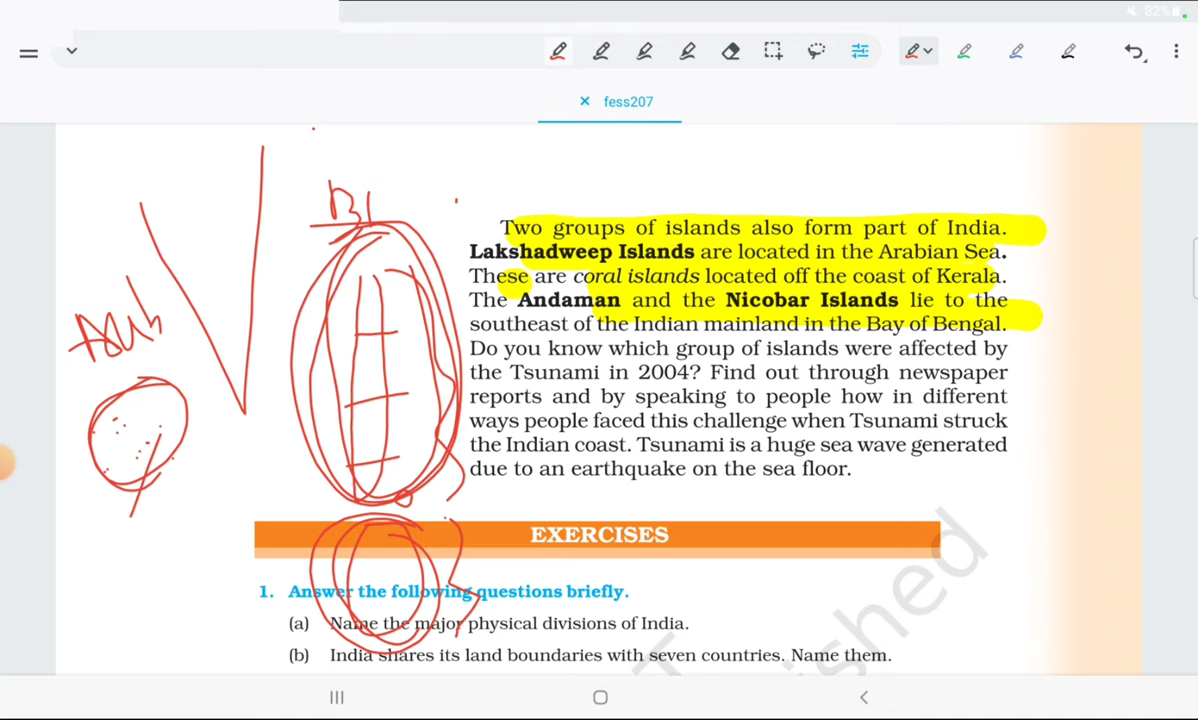 82%
fess207
Two groups of islands also form part of India.
Lakshadweep Islands are located in the Arabian Sea.
These are coral islands located off the coast of Kerala.
The Andaman and the Nicobar Islands lie to the
southeast of the Indian mainland in the Bay of Bengal.
Do you know which group of islands were affected by
the Tsunami in 2004? Find out through newspaper
reports and by speaking to people how in different
ways people faced this challenge when Tsunami struck
the Indian coast. Tsunami is a huge sea wave generated
due to an earthquake on the sea floor.
EXERCISES
1. Answer the following questions briefly.
(a) Name the major physical divisions of India.
(b) India shares its land boundaries with seven countries. Name them.